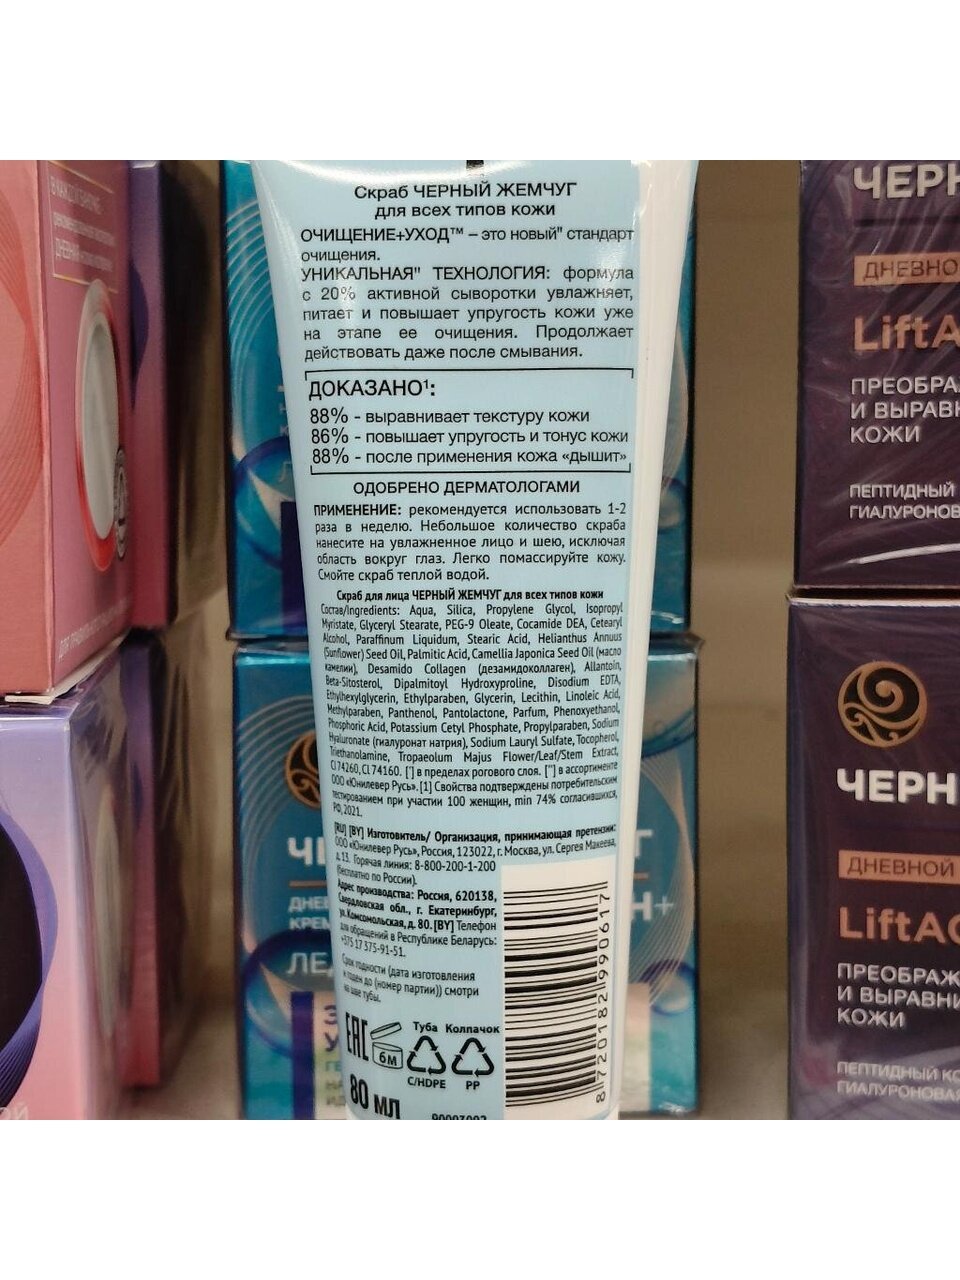 Скраб ЧЕРНЫЙ ЖЕМЧУГ
для всех типов кожи
ОЧИЩЕНИЕ+УХОД™ – это новый" стандарт
очищения.
УНИКАЛЬНАЯ" ТЕХНОЛОГИЯ: формула
с 20% активной сыворотки увлажняет,
питает и повышает упругость кожи уже
на этапе ее очищения. Продолжает
действовать даже после смывания.
ДОКАЗАНО¹:
88% - выравнивает текстуру кожи
86% - повышает упругость и тонус кожи
88% - после применения кожа «дышит»
ОДОБРЕНО ДЕРМАТОЛОГАМИ
ПРИМЕНЕНИЕ: рекомендуется использовать 1-2
раза в неделю. Небольшое количество скраба
нанесите на увлажненное лицо и шею, исключая
область вокруг глаз. Легко помассируйте кожу.
Смойте скраб теплой водой.
Скраб для лица ЧЕРНЫЙ ЖЕМЧУГ для всех типов кожи
Состав/Ingredients: Aqua, Silica, Propylene Glycol, Isopropyl
Myristate, Glyceryl Stearate, PEG-9 Oleate, Cocamide DEA, Cetearyl
Alcohol, Paraffinum Liquidum, Stearic Acid, Helianthus Annuus
(Sunflower) Seed Oil, Palmitic Acid, Camellia Japonica Seed Oil (масло
камелии), Desamido Collagen (дезамидоколлаген), Allantoin,
Beta-Sitosterol, Dipalmitoyl Hydroxyproline, Disodium EDTA,
Ethylhexylglycerin, Ethylparaben, Glycerin, Lecithin, Linoleic Acid,
Methylparaben, Panthenol, Pantolactone, Parfum, Phenoxyethanol,
Phosphoric Acid, Potassium Cetyl Phosphate, Propylparaben, Sodium
Hyaluronate (гиалуронат натрия), Sodium Lauryl Sulfate, Tocopherol,
Triethanolamine, Tropaeolum Majus Flower/Leaf/Stem Extract,
CI 74260, CI 74160. ['] в пределах рогового слоя. ["] в ассортименте
ООО «Юнилевер Русь». [1] Свойства подтверждены потребительским
тестированием при участии 100 женщин, min 74% согласившихся,
РФ, 2021.
[RU] [BY] Изготовитель/ Организация, принимающая претензии:
ООО «Юнилевер Русь», Россия, 123022, г. Москва, ул. Сергея Макеева,
д. 13. Горячая линия: 8-800-200-1-200
(бесплатно по России).
Адрес производства: Россия, 620138,
Свердловская обл., г. Екатеринбург,
ул. Комсомольская, д. 80. [BY] Телефон
для обращений в Республике Беларусь:
+375 17 375-91-51.
Срок годности (дата изготовления
и годен до (номер партии)) смотри
на шве тубы.
EAC
6м
Туба Колпачок
C/HDPE PP
80 мл
8 720182 990617
ЧЕРН
ДНЕВНО
LiftA
ПРЕОБРА
И ВЫРАВН
КОЖИ
ПЕПТИДНЫЙ
ГИАЛУРОНОВ
ЧЕРН
ДНЕВНОЙ
LiftA
ПРЕОБРАЖ
И ВЫРАВНИ
КОЖИ
ПЕПТИДНЫЙ КО
ГИАЛУРОНОВАЯ